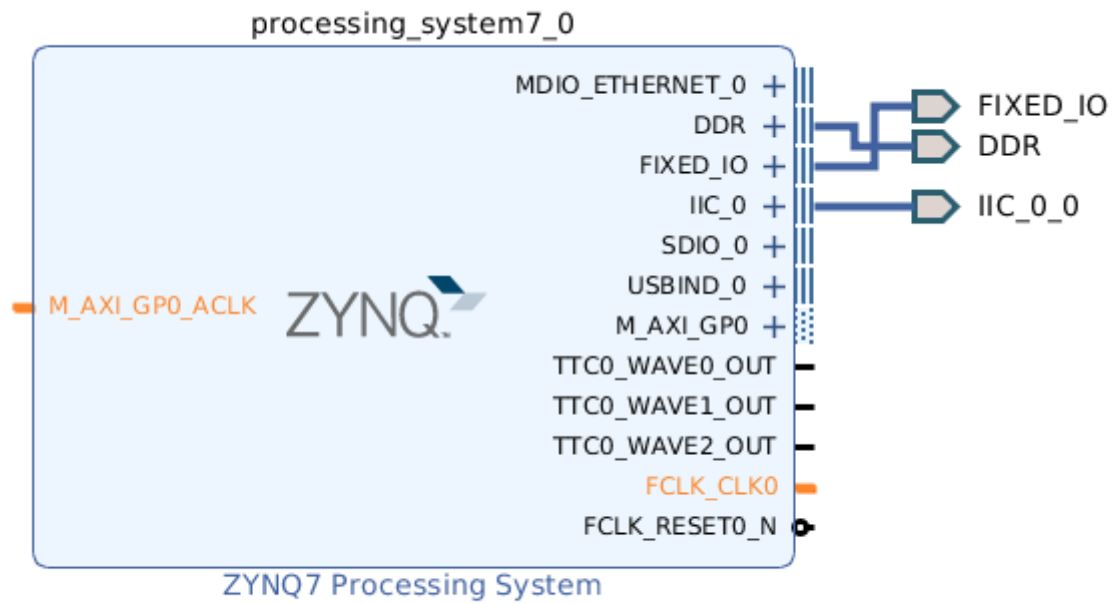 processing_system7_0
MDIO_ETHERNET_0
DDR
FIXED_IO
IIC_0
SDIO_0
USBIND_0
M_AXI_GP0
TTC0_WAVE0_OUT
TTC0_WAVE1_OUT
TTC0_WAVE2_OUT
FCLK_CLK0
FCLK_RESET0_N
M_AXI_GP0_ACLK
ZYNQ™
FIXED_IO
DDR
IIC_0_0
ZYNQ7 Processing System